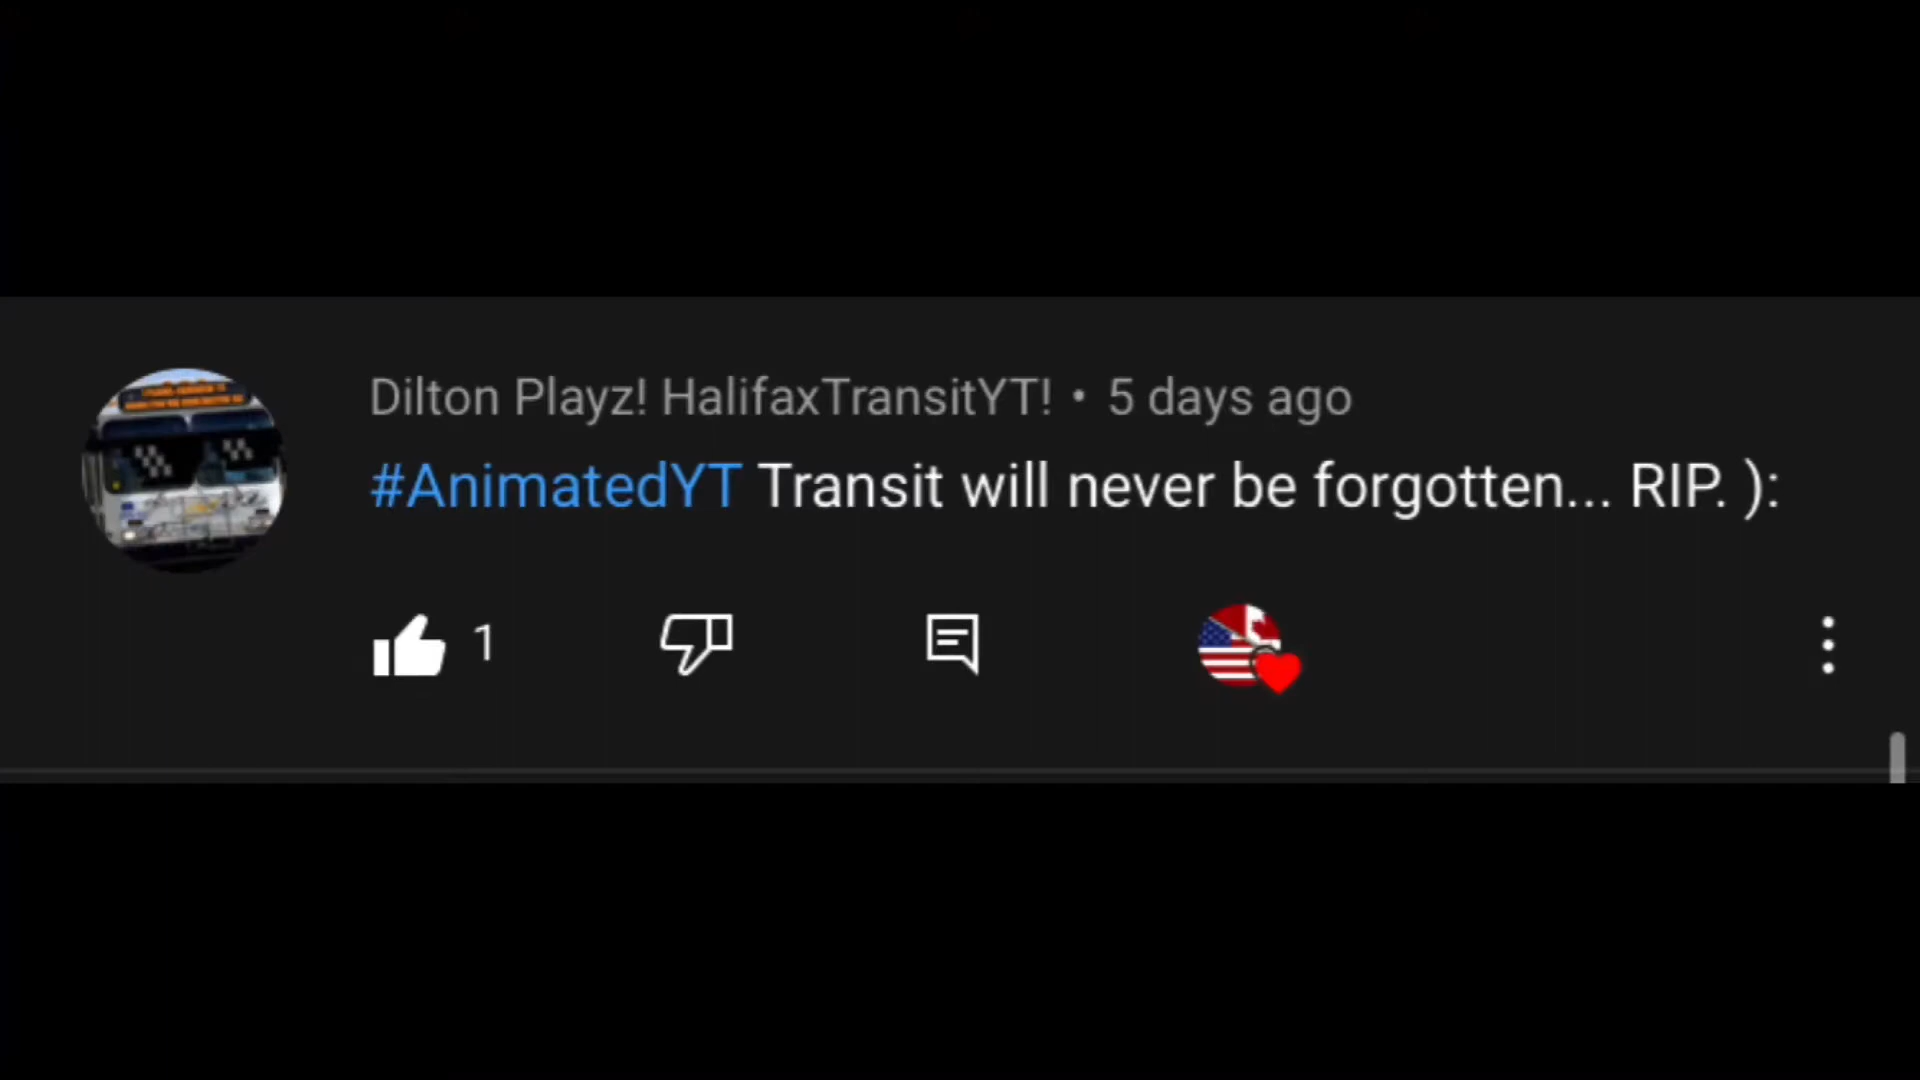 Dilton Playz! HalifaxTransitYT! • 5 days ago
#AnimatedYT Transit will never be forgotten... RIP. ):
1